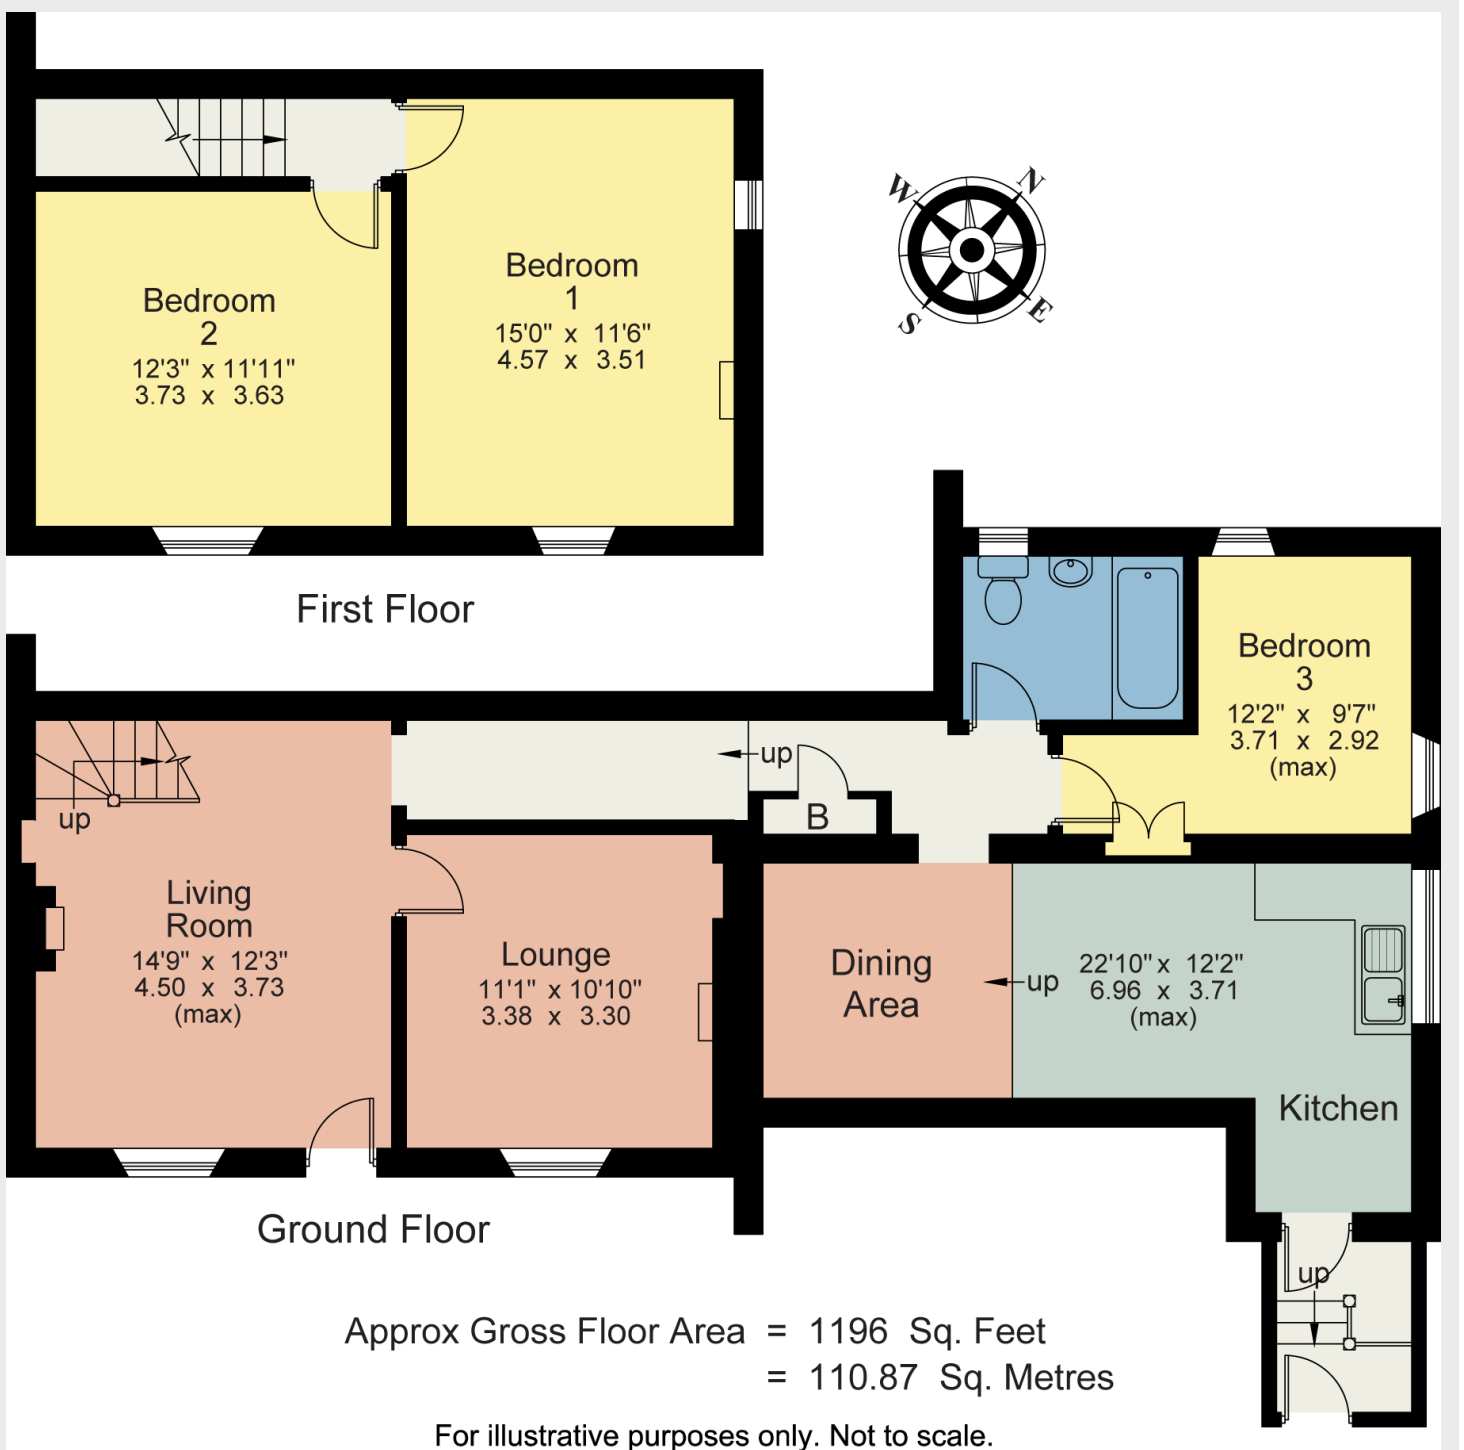 W
N
S
E
Bedroom
1
15'0" x 11'6"
4.57 x 3.51
Bedroom
2
12'3" x 11'11"
3.73 x 3.63
First Floor
Bedroom
3
12'2" x 9'7"
3.71 x 2.92
(max)
up
B
up
Living
Room
14'9" x 12'3"
4.50 x 3.73
(max)
Lounge
11'1" x 10'10"
3.38 x 3.30
Dining
Area
up
22'10" x 12'2"
6.96 x 3.71
(max)
Kitchen
up
Ground Floor
Approx Gross Floor Area = 1196 Sq. Feet
= 110.87 Sq. Metres
For illustrative purposes only. Not to scale.